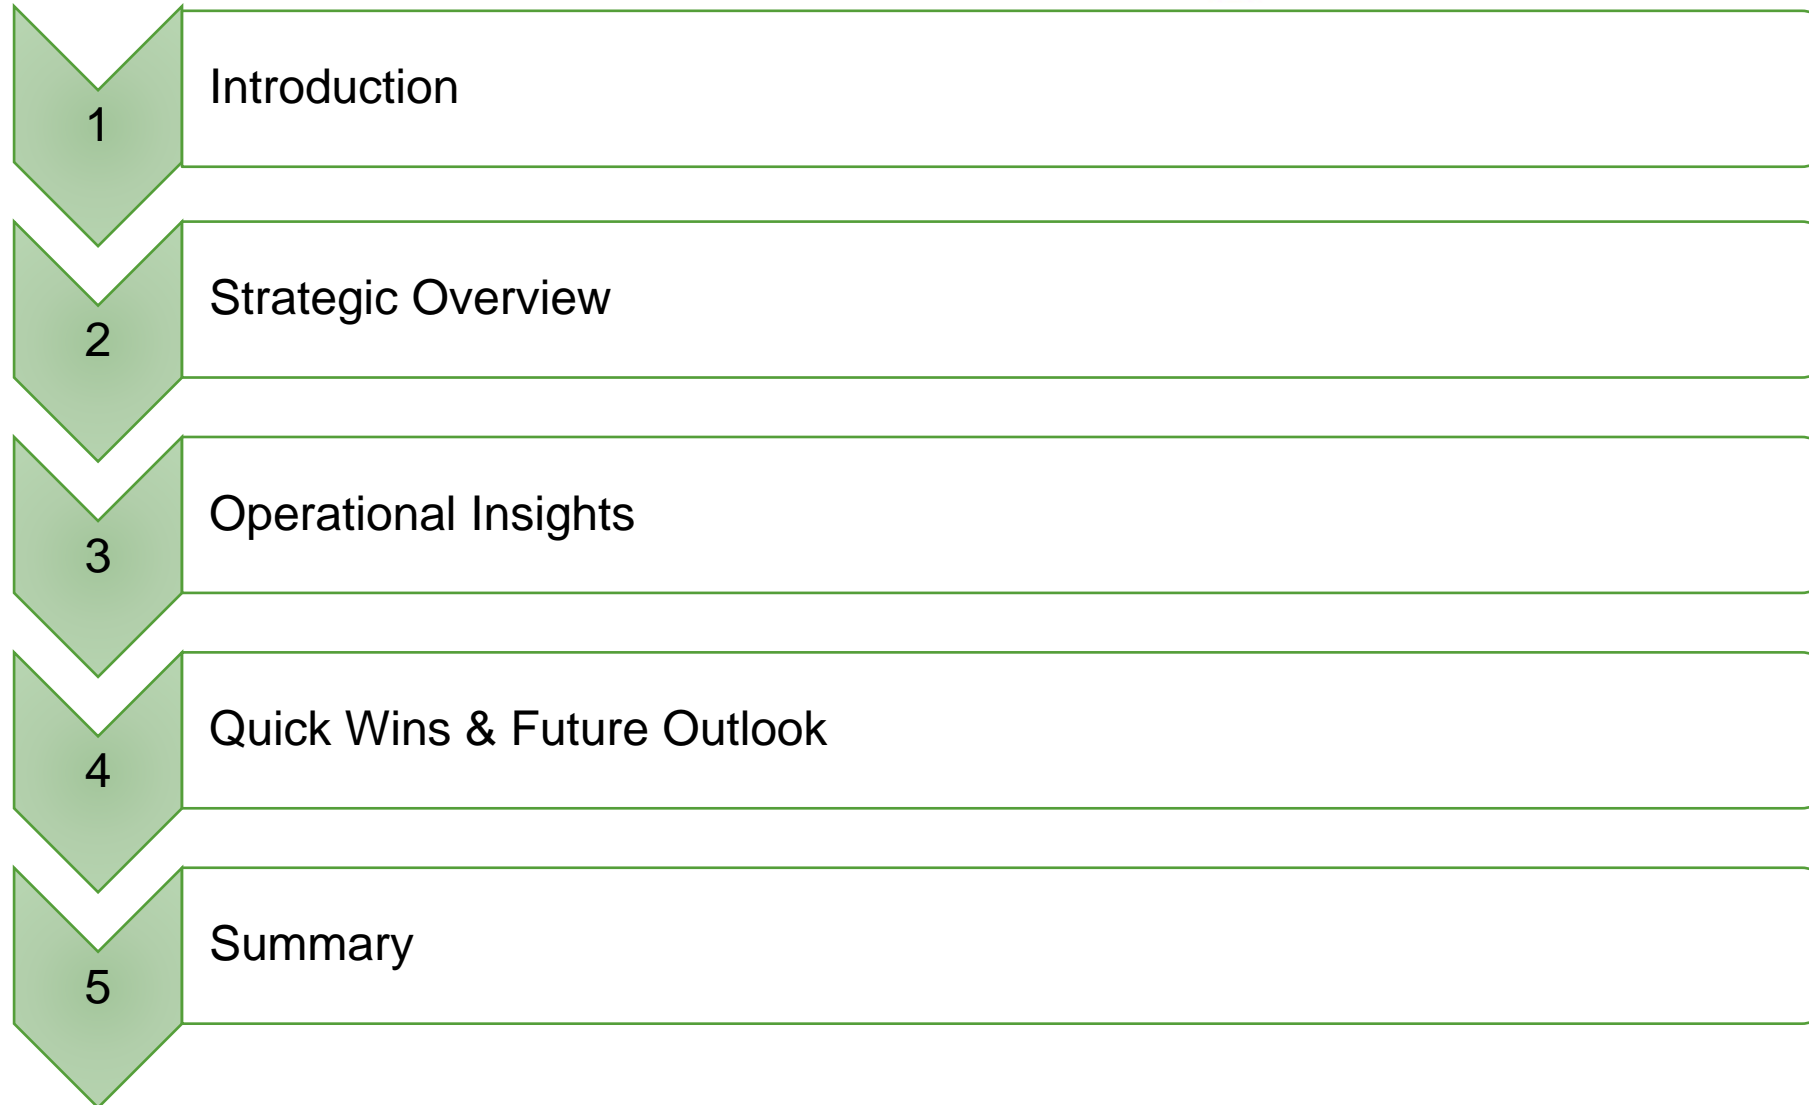 1
Introduction
2
Strategic Overview
3
Operational Insights
4
Quick Wins & Future Outlook
5
Summary